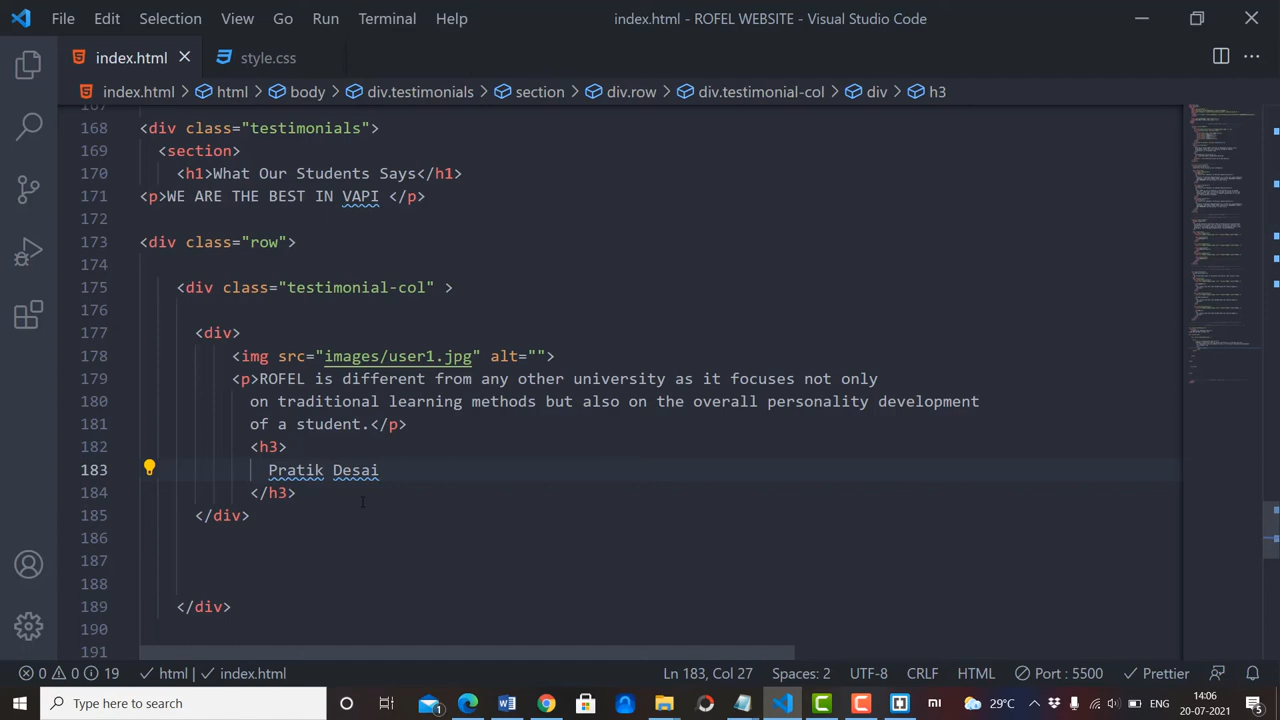 File Edit Selection View Go Run Terminal Help index.html - ROFEL WEBSITE - Visual Studio Code
index.html style.css
index.html html body div.testimonials section div.row div.testimonial-col div h3
167
168 <div class="testimonials">
169 <section>
170 <h1>What Our Students Says</h1>
171 <p>WE ARE THE BEST IN VAPI </p>
172
173 <div class="row">
174
175 <div class="testimonial-col" >
176
177 <div>
178 <img src="images/user1.jpg" alt="">
179 <p>ROFEL is different from any other university as it focuses not only
180 on traditional learning methods but also on the overall personality development
181 of a student.</p>
182 <h3>
183 Pratik Desai
184 </h3>
185 </div>
186
187
188
189 </div>
190
191
0 0 19 html index.html Ln 183, Col 27 Spaces: 2 UTF-8 CRLF HTML Port : 5500 Prettier
Type here to search 1 29°C ENG 14:06
20-07-2021 5